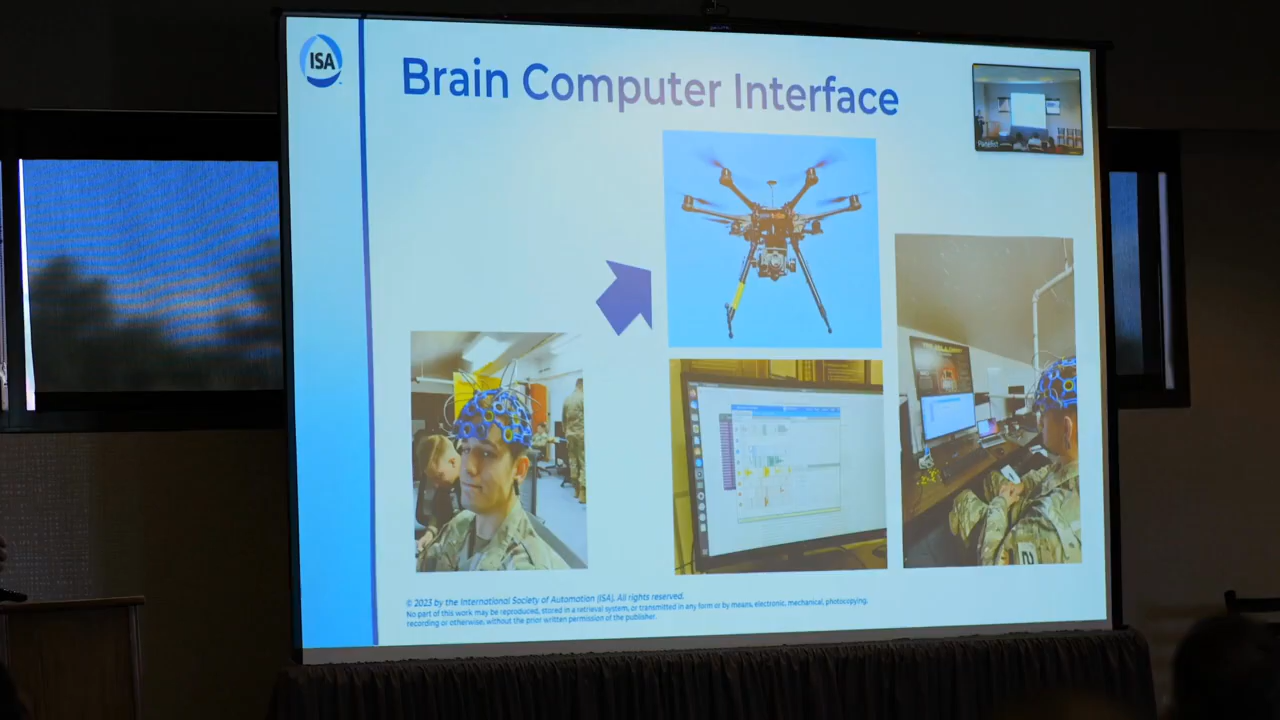 ISA
Brain Computer Interface
Panelist
© 2023 by the International Society of Automation (ISA). All rights reserved.
No part of this work may be reproduced, stored in a retrieval system, or transmitted in any form or by means, electronic, mechanical, photocopying,
recording or otherwise, without the prior written permission of the publisher.